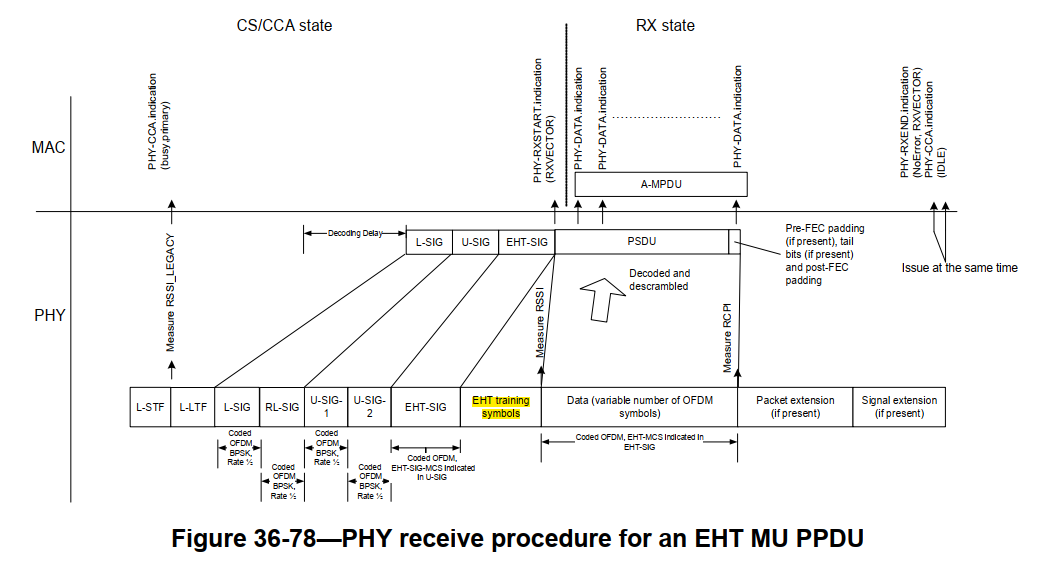 CS/CCA state
RX state
MAC
PHY-CCA.indication
(busy,primary)
PHY-RXSTART.indication
(RXVECTOR)
PHY-DATA.indication
PHY-DATA.indication
PHY-DATA.indication
PHY-RXEND.indication
(NoError, RXVECTOR)
PHY-CCA.indication
(IDLE)
A-MPDU
Decoding Delay
L-SIG
U-SIG
EHT-SIG
PSDU
Pre-FEC padding
(if present), tail
bits (if present)
and post-FEC
padding
Issue at the same time
PHY
Measure RSSI_LEGACY
Measure RSSI
Decoded and
descrambled
Measure RCPI
L-STF
L-LTF
L-SIG
RL-SIG
U-SIG-
1
U-SIG-
2
EHT-SIG
EHT training
symbols
Data (variable number of OFDM
symbols)
Packet extension
(if present)
Signal extension
(if present)
Coded
OFDM
BPSK,
Rate ½
Coded
OFDM,
BPSK,
Rate ½
Coded
OFDM,
BPSK,
Rate ½
Coded
OFDM,
BPSK,
Rate ½
Coded OFDM,
EHT-SIG-MCS Indicated
In U-SIG
Coded OFDM, EHT-MCS Indicated In
EHT-SIG
Figure 36-78—PHY receive procedure for an EHT MU PPDU